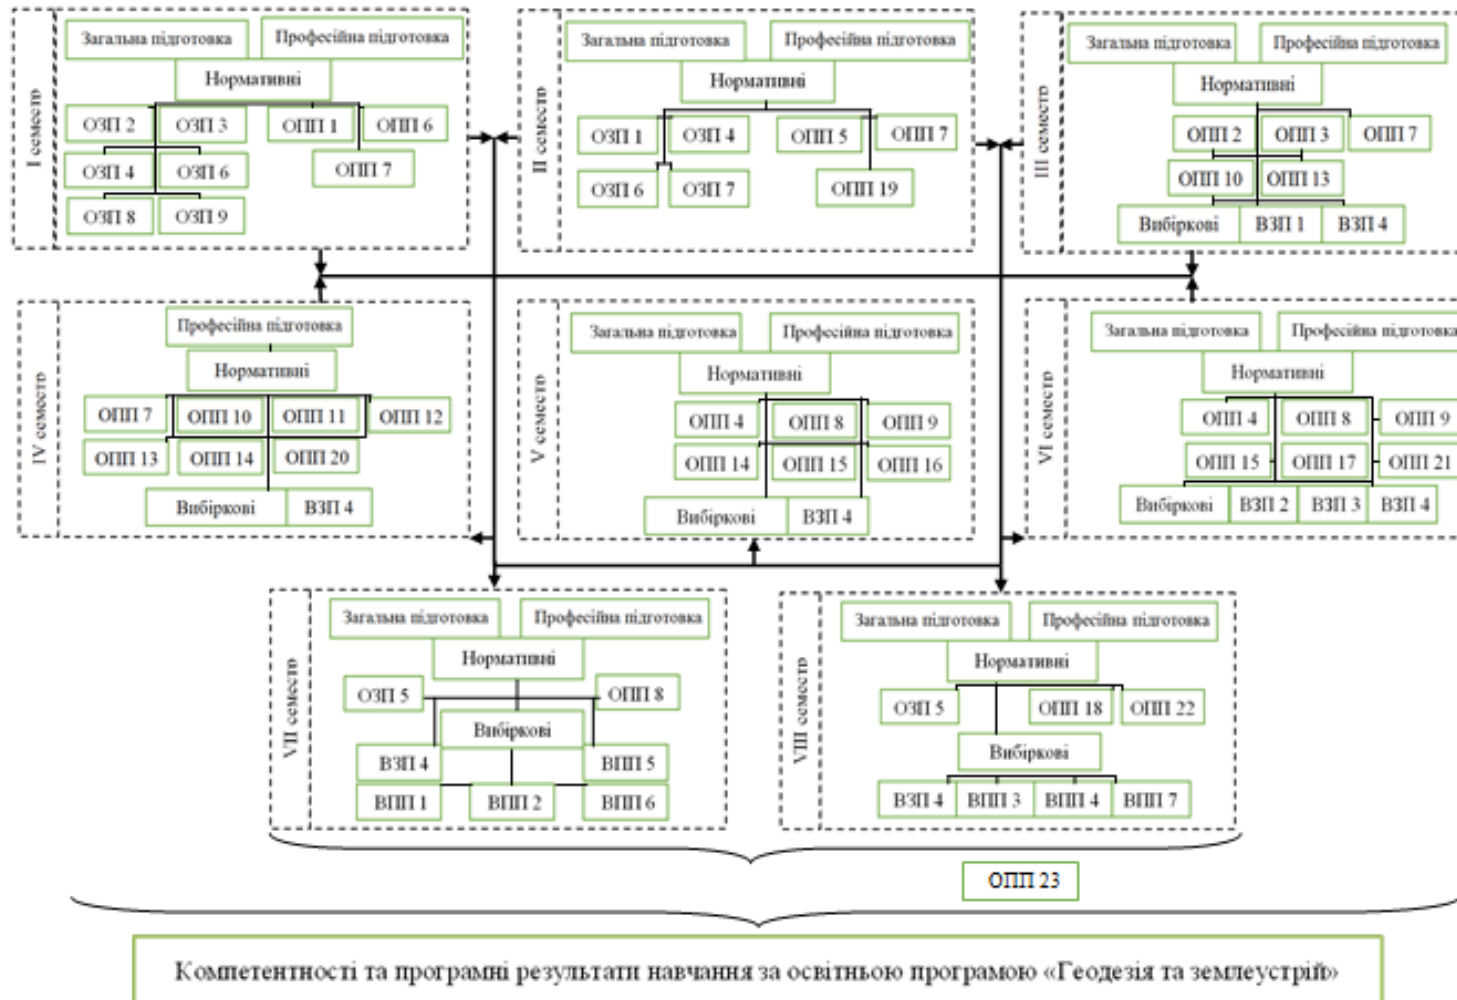 I семестр
Загальна підготовка
Професійна підготовка
Нормативні
ОЗП 2
ОЗП 3
ОПП 1
ОПП 6
ОЗП 4
ОЗП 6
ОПП 7
ОЗП 8
ОЗП 9
II семестр
Загальна підготовка
Професійна підготовка
Нормативні
ОЗП 1
ОЗП 4
ОПП 5
ОПП 7
ОЗП 6
ОЗП 7
ОПП 19
III семестр
Загальна підготовка
Професійна підготовка
Нормативні
ОПП 2
ОПП 3
ОПП 7
ОПП 10
ОПП 13
Вибіркові
ВЗП 1
ВЗП 4
IV семестр
Професійна підготовка
Нормативні
ОПП 7
ОПП 10
ОПП 11
ОПП 12
ОПП 13
ОПП 14
ОПП 20
Вибіркові
ВЗП 4
V семестр
Загальна підготовка
Професійна підготовка
Нормативні
ОПП 4
ОПП 8
ОПП 9
ОПП 14
ОПП 15
ОПП 16
Вибіркові
ВЗП 4
VI семестр
Загальна підготовка
Професійна підготовка
Нормативні
ОПП 4
ОПП 8
ОПП 9
ОПП 15
ОПП 17
ОПП 21
Вибіркові
ВЗП 2
ВЗП 3
ВЗП 4
VII семестр
Загальна підготовка
Професійна підготовка
Нормативні
ОЗП 5
ОПП 8
Вибіркові
ВЗП 4
ВПП 5
ВПП 1
ВПП 2
ВПП 6
VIII семестр
Загальна підготовка
Професійна підготовка
Нормативні
ОЗП 5
ОПП 18
ОПП 22
Вибіркові
ВЗП 4
ВПП 3
ВПП 4
ВПП 7
ОПП 23
Компетентності та програмні результати навчання за освітньою програмою «Геодезія та землеустрій»